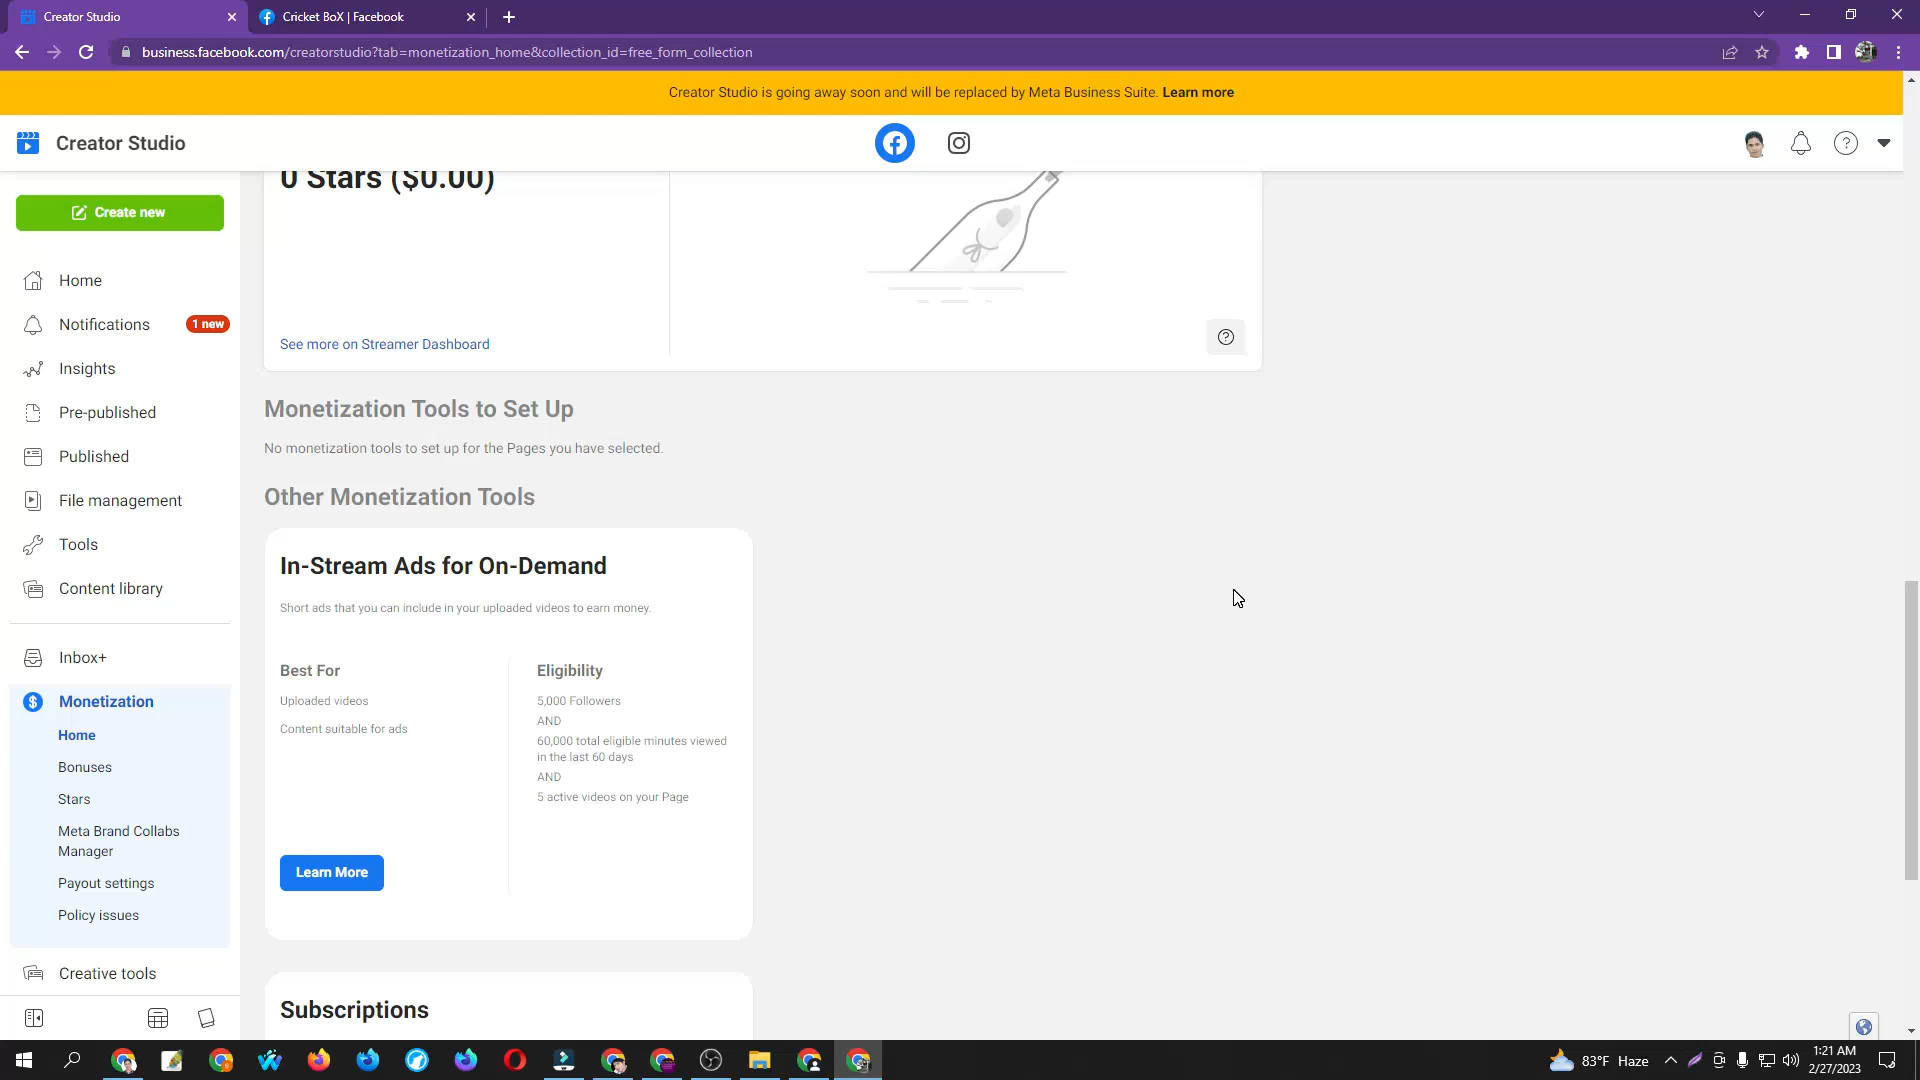 Creator Studio
Cricket BoX | Facebook
business.facebook.com/creatorstudio?tab=monetization_home&collection_id=free_form_collection
Creator Studio is going away soon and will be replaced by Meta Business Suite. Learn more
Creator Studio
Create new
Home
Notifications
1 new
Insights
Pre-published
Published
File management
Tools
Content library
Inbox+
Monetization
Home
Bonuses
Stars
Meta Brand Collabs
Manager
Payout settings
Policy issues
Creative tools
0 Stars ($0.00)
See more on Streamer Dashboard
Monetization Tools to Set Up
No monetization tools to set up for the Pages you have selected.
Other Monetization Tools
In-Stream Ads for On-Demand
Short ads that you can include in your uploaded videos to earn money.
Best For
Uploaded videos
Content suitable for ads
Eligibility
5,000 Followers
AND
60,000 total eligible minutes viewed
in the last 60 days
AND
5 active videos on your Page
Learn More
Subscriptions
83°F Haze
1:21 AM
2/27/2023